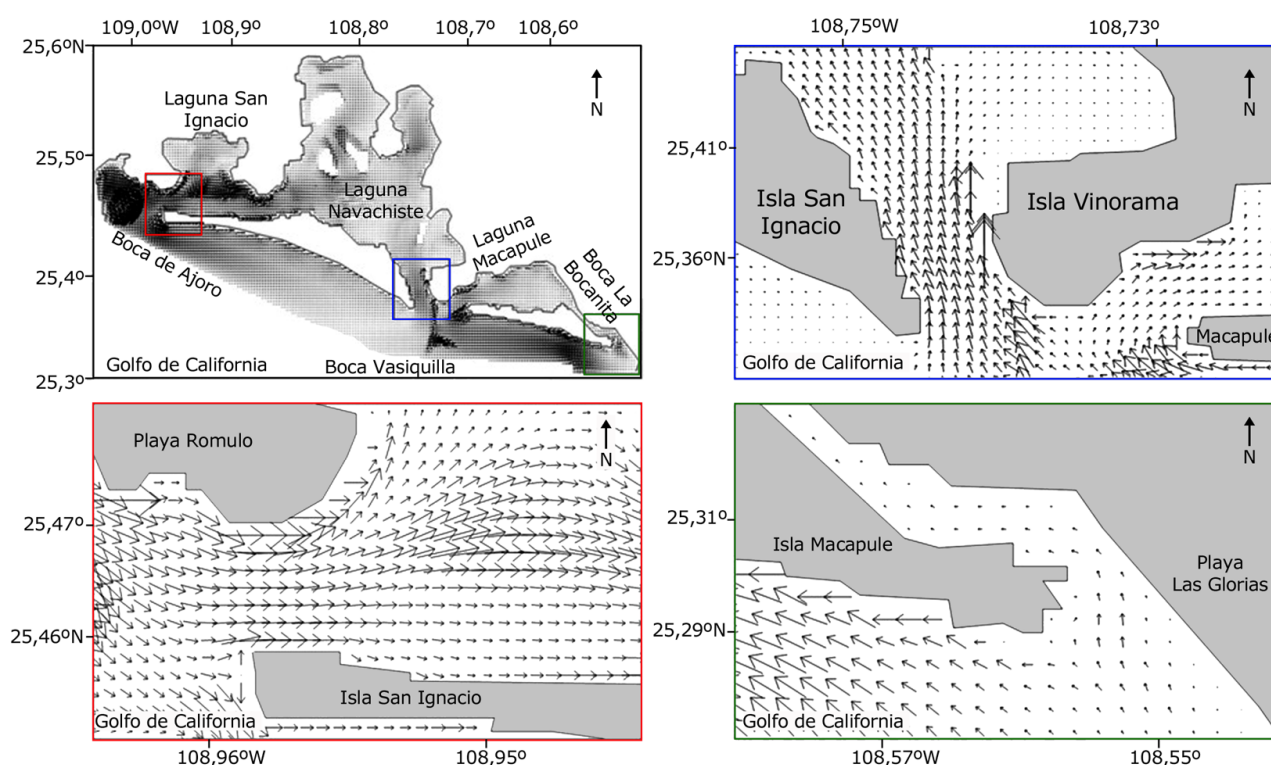 109,0ºW 108,9º 108,8º 108,7º 108,6º
25,6ºN
25,5º
25,4º
25,3º
Laguna San
Ignacio
N
Laguna
Navachiste
Laguna
Macapule
Boca La
Bocanita
Boca de Ajoro
Golfo de California
Boca Vasiquilla
108,75ºW 108,73º
25,41º
25,36ºN
N
Isla San
Ignacio
Isla Vinorama
Macapule
Golfo de California
Playa Romulo
N
25,47º
25,46ºN
Isla San Ignacio
Golfo de California
108,96ºW 108,95º
N
25,31º
25,29ºN
Isla Macapule
Playa
Las Glorias
Golfo de California
108,57ºW 108,55º